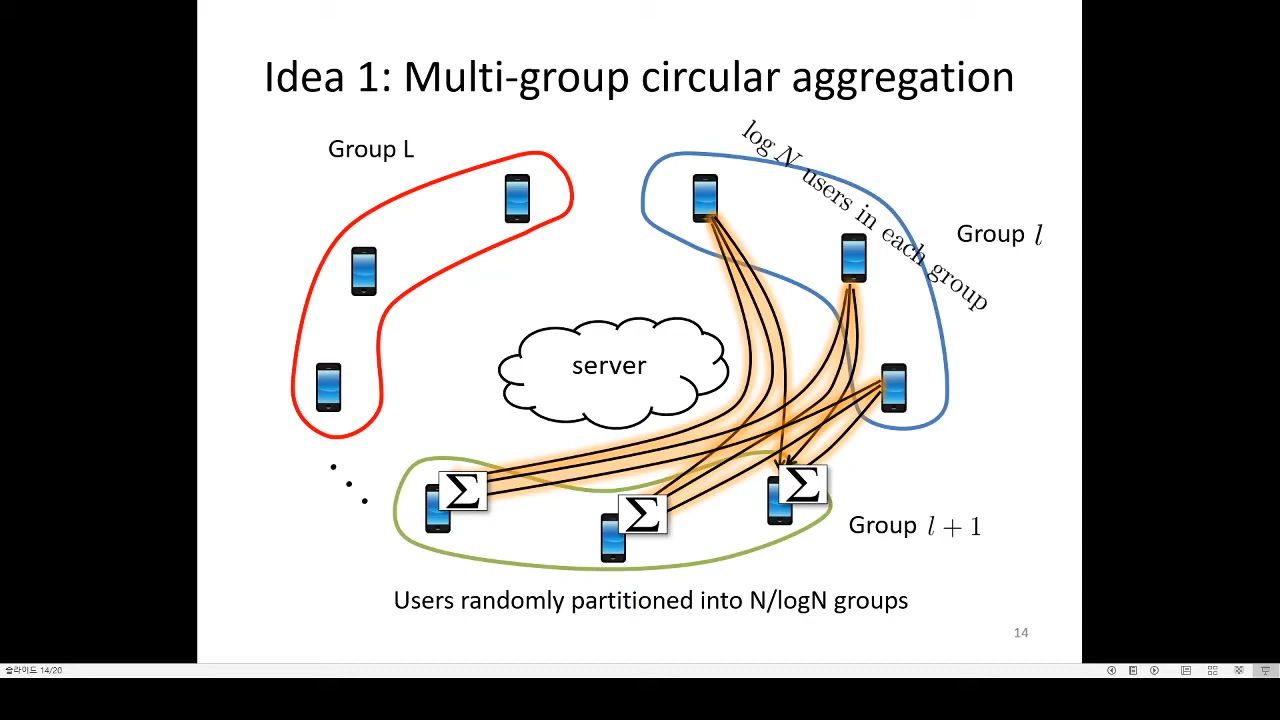 Idea 1: Multi-group circular aggregation
Group L
log N users in each group
Group l
server
Σ
Σ
Σ
Group l + 1
Users randomly partitioned into N/logN groups
14
슬라이드 14/20